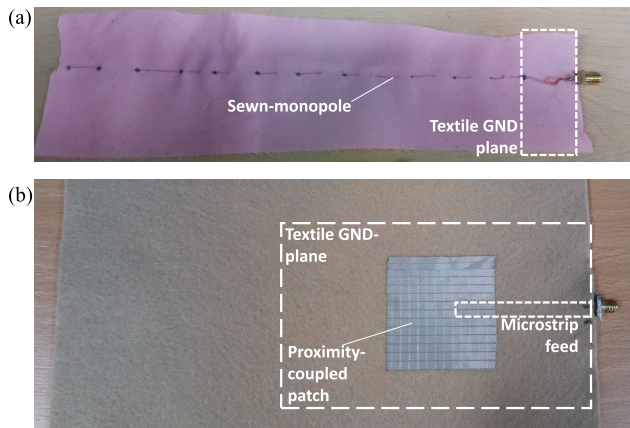 (a)
Sewn-monopole
Textile GND
plane
(b)
Textile GND-
plane
Microstrip
feed
Proximity-
coupled
patch